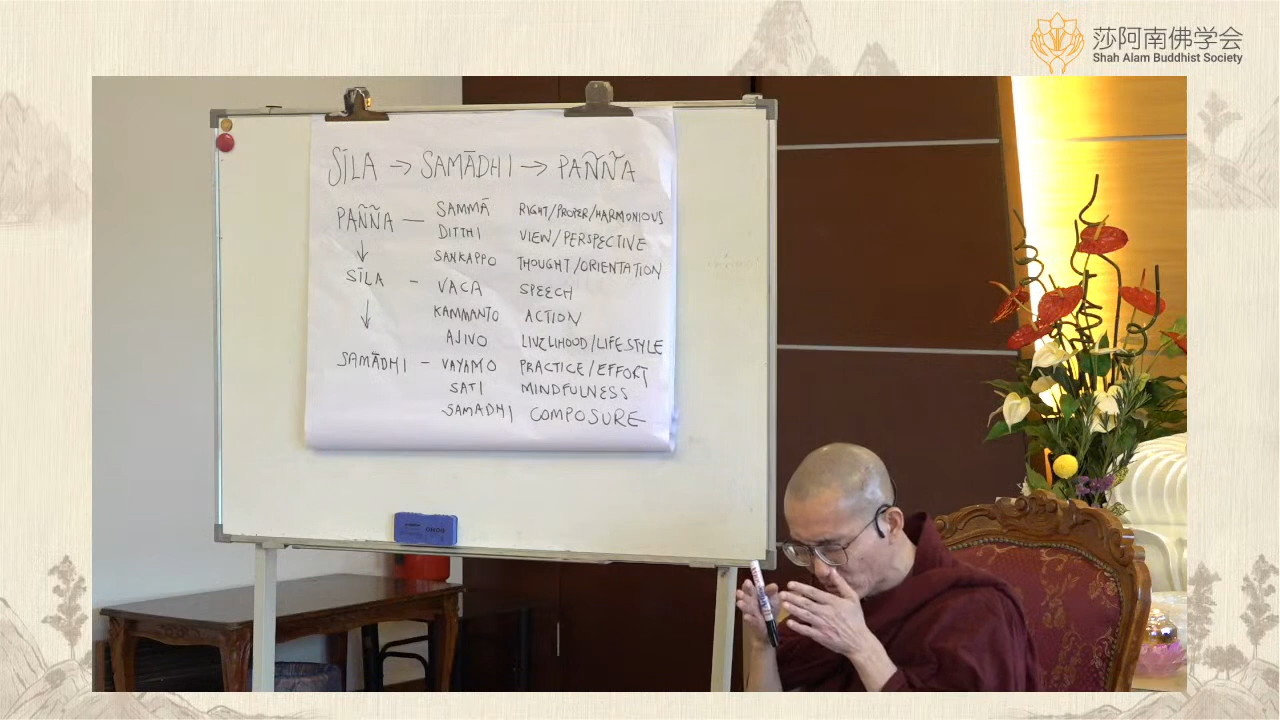 莎阿南佛学会
Shah Alam Buddhist Society
SĪLA → SAMĀDHI → PAÑÑA
PAÑÑA — SAMMĀ RIGHT/PROPER/HARMONIOUS
DITTHI VIEW/PERSPECTIVE
SANKAPPO THOUGHT/ORIENTATION
SĪLA - VACA SPEECH
KAMMANTO ACTION
AJIVO LIVELIHOOD/LIFESTYLE
SAMĀDHI - VAYAMO PRACTICE/EFFORT
SATI MINDFULNESS
SAMADHI COMPOSURE